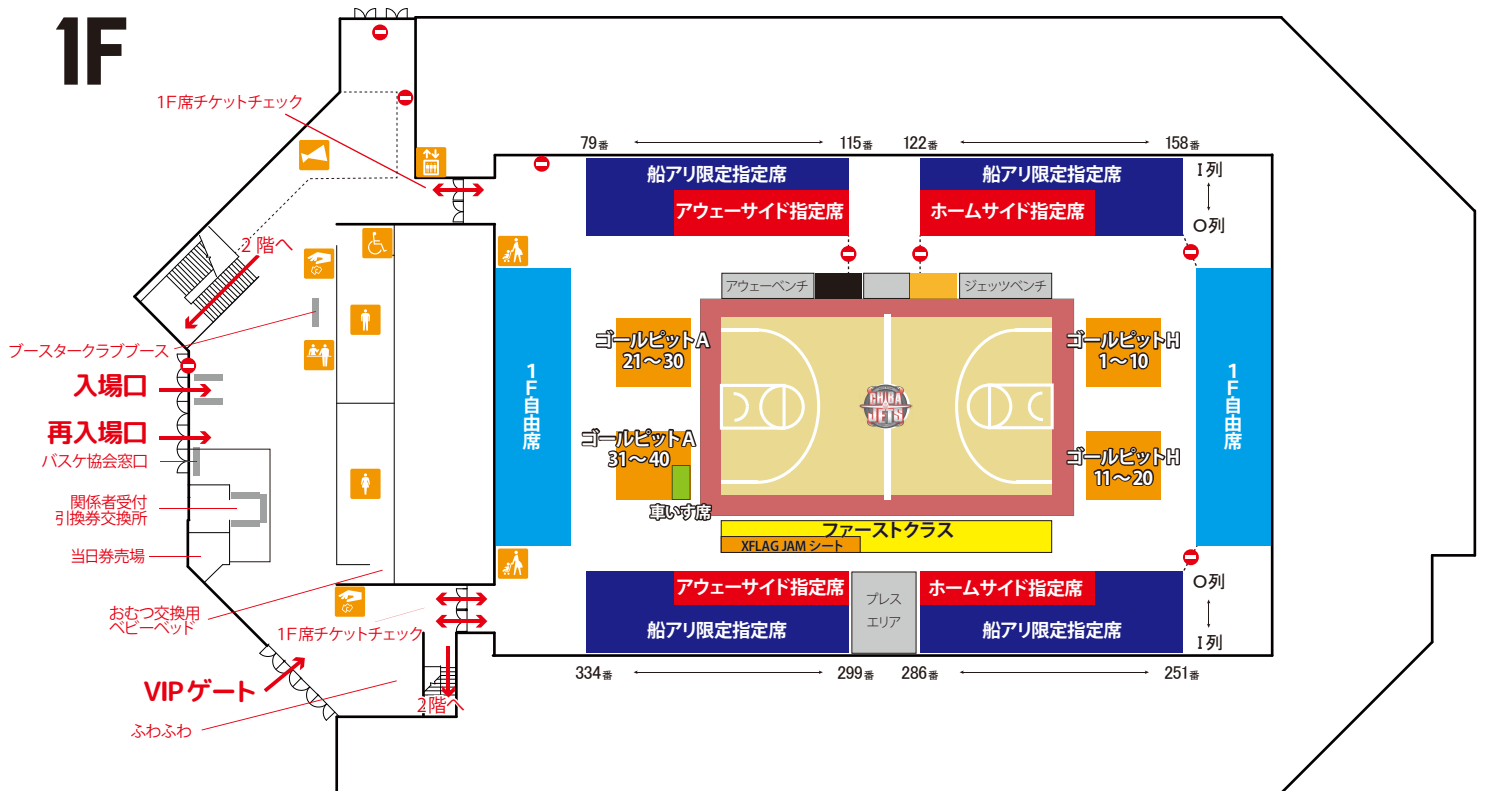 1F
1F席チケットチェック
79番
115番
122番
158番
船アリ限定指定席
船アリ限定指定席
I列
アウェーサイド指定席
ホームサイド指定席
O列
2階へ
アウェーベンチ
ジェッツベンチ
ブースタークラブブース
ゴールピットA
21〜30
ゴールピットH
1〜10
入場口
1F自由席
CHIBA
JETS
1F自由席
再入場口
バスケ協会窓口
ゴールピットA
31〜40
ゴールピットH
11〜20
関係者受付
引換券交換所
車いす席
ファーストクラス
XFLAG JAM シート
当日券売場
アウェーサイド指定席
ホームサイド指定席
O列
プレス
エリア
おむつ交換用
ベビーベッド
1F席チケットチェック
船アリ限定指定席
船アリ限定指定席
I列
334番
299番
286番
251番
VIPゲート
2階へ
ふわふわ